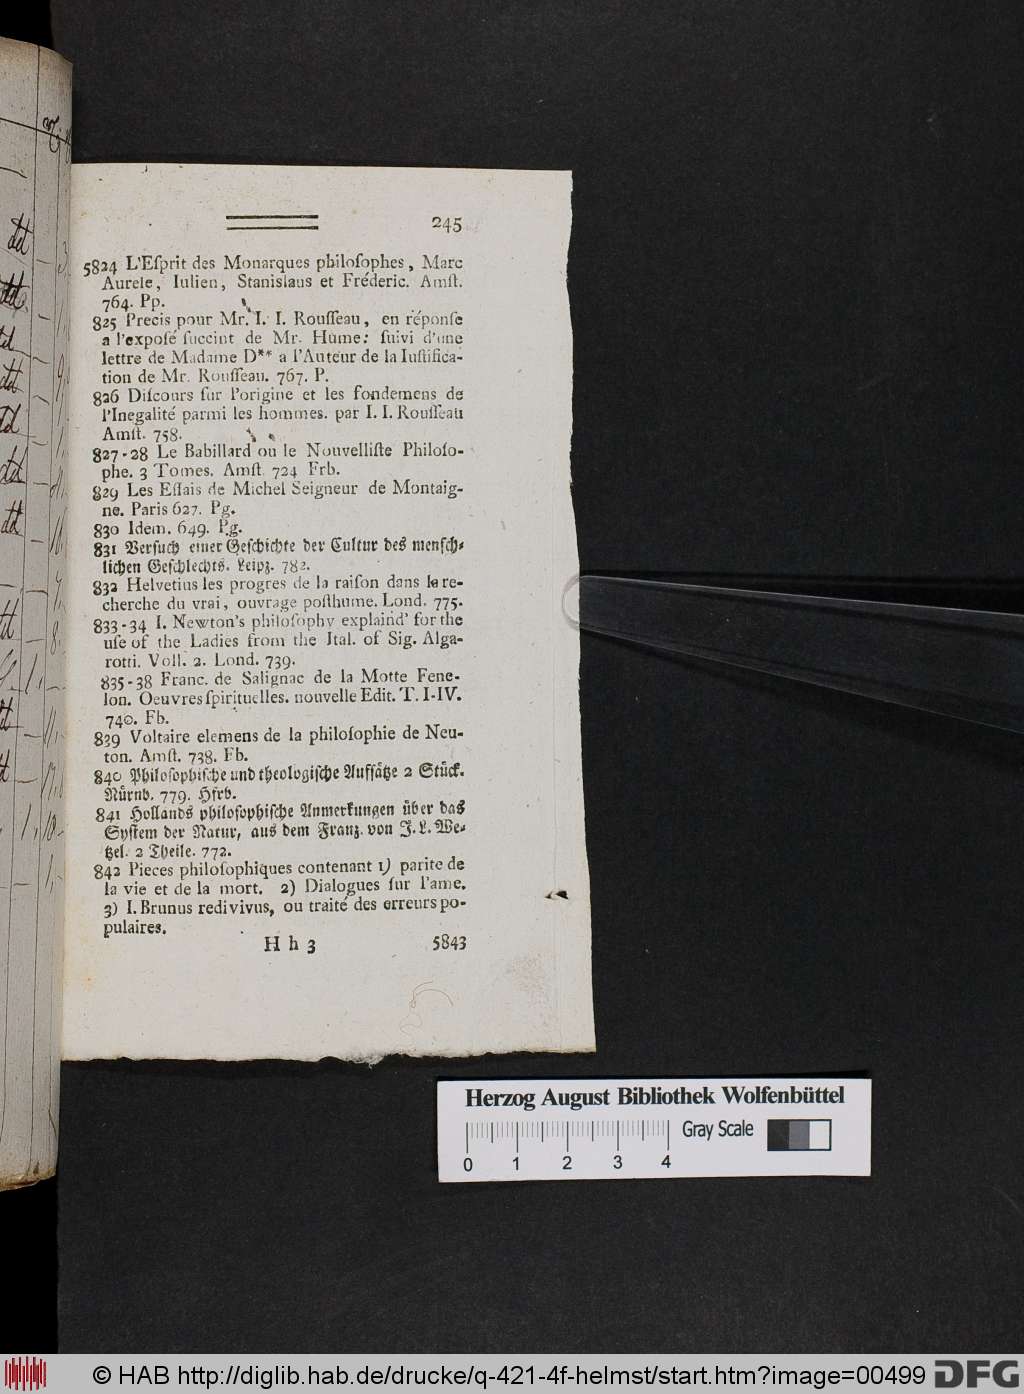 245
5824 L'Eſprit des Monarques philoſophes, Marc
Aurele, Iulien, Stanislaus et Fréderic. Amſt.
764. Pp.
825 Precis pour Mr. I. I. Rouſſeau, en réponſe
a l'expoſé ſuccint de Mr. Hume: ſuivi d'une
lettre de Madame D** a l'Auteur de la Iuſtifica-
tion de Mr. Rouſſeau. 767. P.
826 Diſcours ſur l'origine et les fondemens de
l'Inegalité parmi les hommes. par I. I. Rouſſeau
Amſt. 758.
827-28 Le Babillard ou le Nouvelliſte Philoſo-
phe. 3 Tomes. Amſt. 724 Frb.
829 Les Eſſais de Michel Seigneur de Montaig-
ne. Paris 627. Pg.
830 Idem. 649. Pg.
831 Verſuch einer Geſchichte der Cultur des menſch-
lichen Geſchlechts. Leipz. 782.
832 Helvetius les progres de la raiſon dans le re-
cherche du vrai, ouvrage poſthume. Lond. 775.
833-34 I. Newton's philoſophy explaind' for the
uſe of the Ladies from the Ital. of Sig. Alga-
rotti. Voll. 2. Lond. 739.
835-38 Franc. de Salignac de la Motte Fene-
lon. Oeuvres ſpirituelles. nouvelle Edit. T. I-IV.
740. Fb.
839 Voltaire elemens de la philoſophie de Neu-
ton. Amſt. 738. Fb.
840 Philoſophiſche und theologiſche Aufſätze 2 Stück.
Nürnb. 779. Hfrb.
841 Hollands philoſophiſche Anmerkungen über das
Syſtem der Natur, aus dem Franz. von J. L. We-
tzel. 2 Theile. 772.
842 Pieces philoſophiques contenant 1) parite de
la vie et de la mort. 2) Dialogues ſur l'ame.
3) I. Brunus redivivus, ou traité des erreurs po-
pulaires.
H h 3 5843
Herzog August Bibliothek Wolfenbüttel
Gray Scale
0 1 2 3 4
© HAB http://diglib.hab.de/drucke/q-421-4f-helmst/start.htm?image=00499 DFG